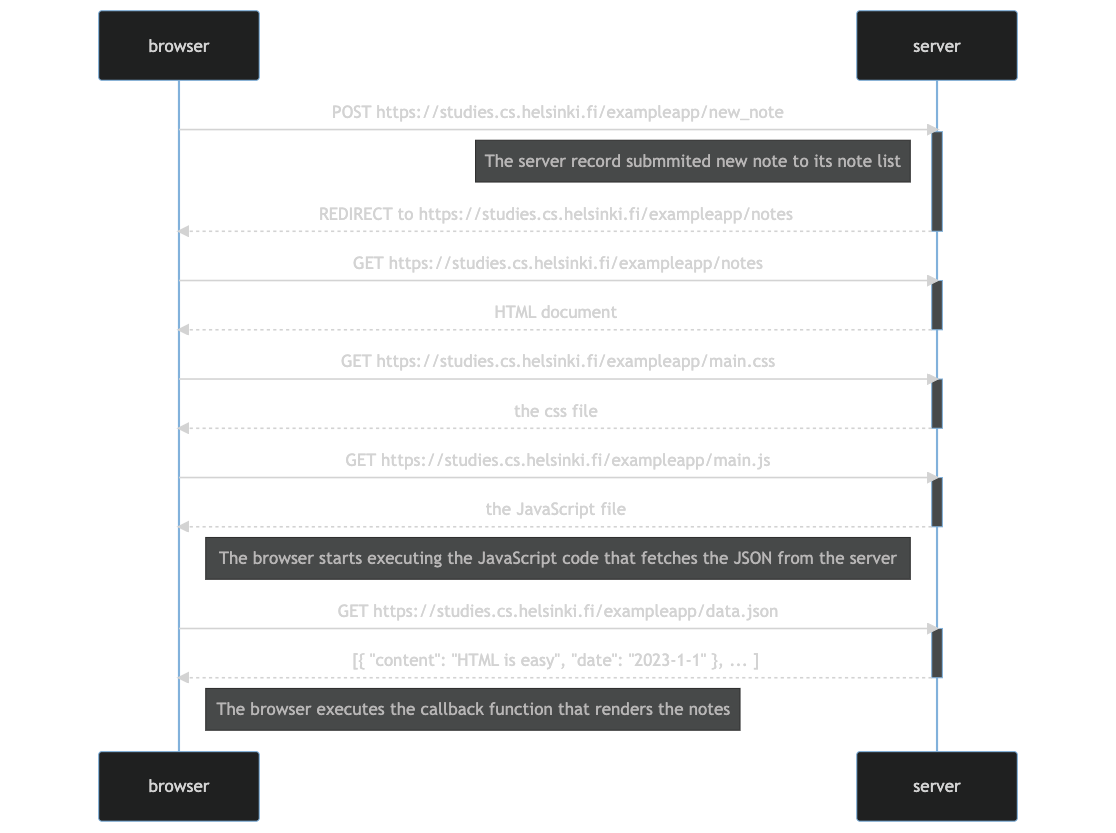 browser
server
POST https://studies.cs.helsinki.fi/exampleapp/new_note
The server record submmited new note to its note list
REDIRECT to https://studies.cs.helsinki.fi/exampleapp/notes
GET https://studies.cs.helsinki.fi/exampleapp/notes
HTML document
GET https://studies.cs.helsinki.fi/exampleapp/main.css
the css file
GET https://studies.cs.helsinki.fi/exampleapp/main.js
the JavaScript file
The browser starts executing the JavaScript code that fetches the JSON from the server
GET https://studies.cs.helsinki.fi/exampleapp/data.json
[{ "content": "HTML is easy", "date": "2023-1-1" }, ... ]
The browser executes the callback function that renders the notes
browser
server